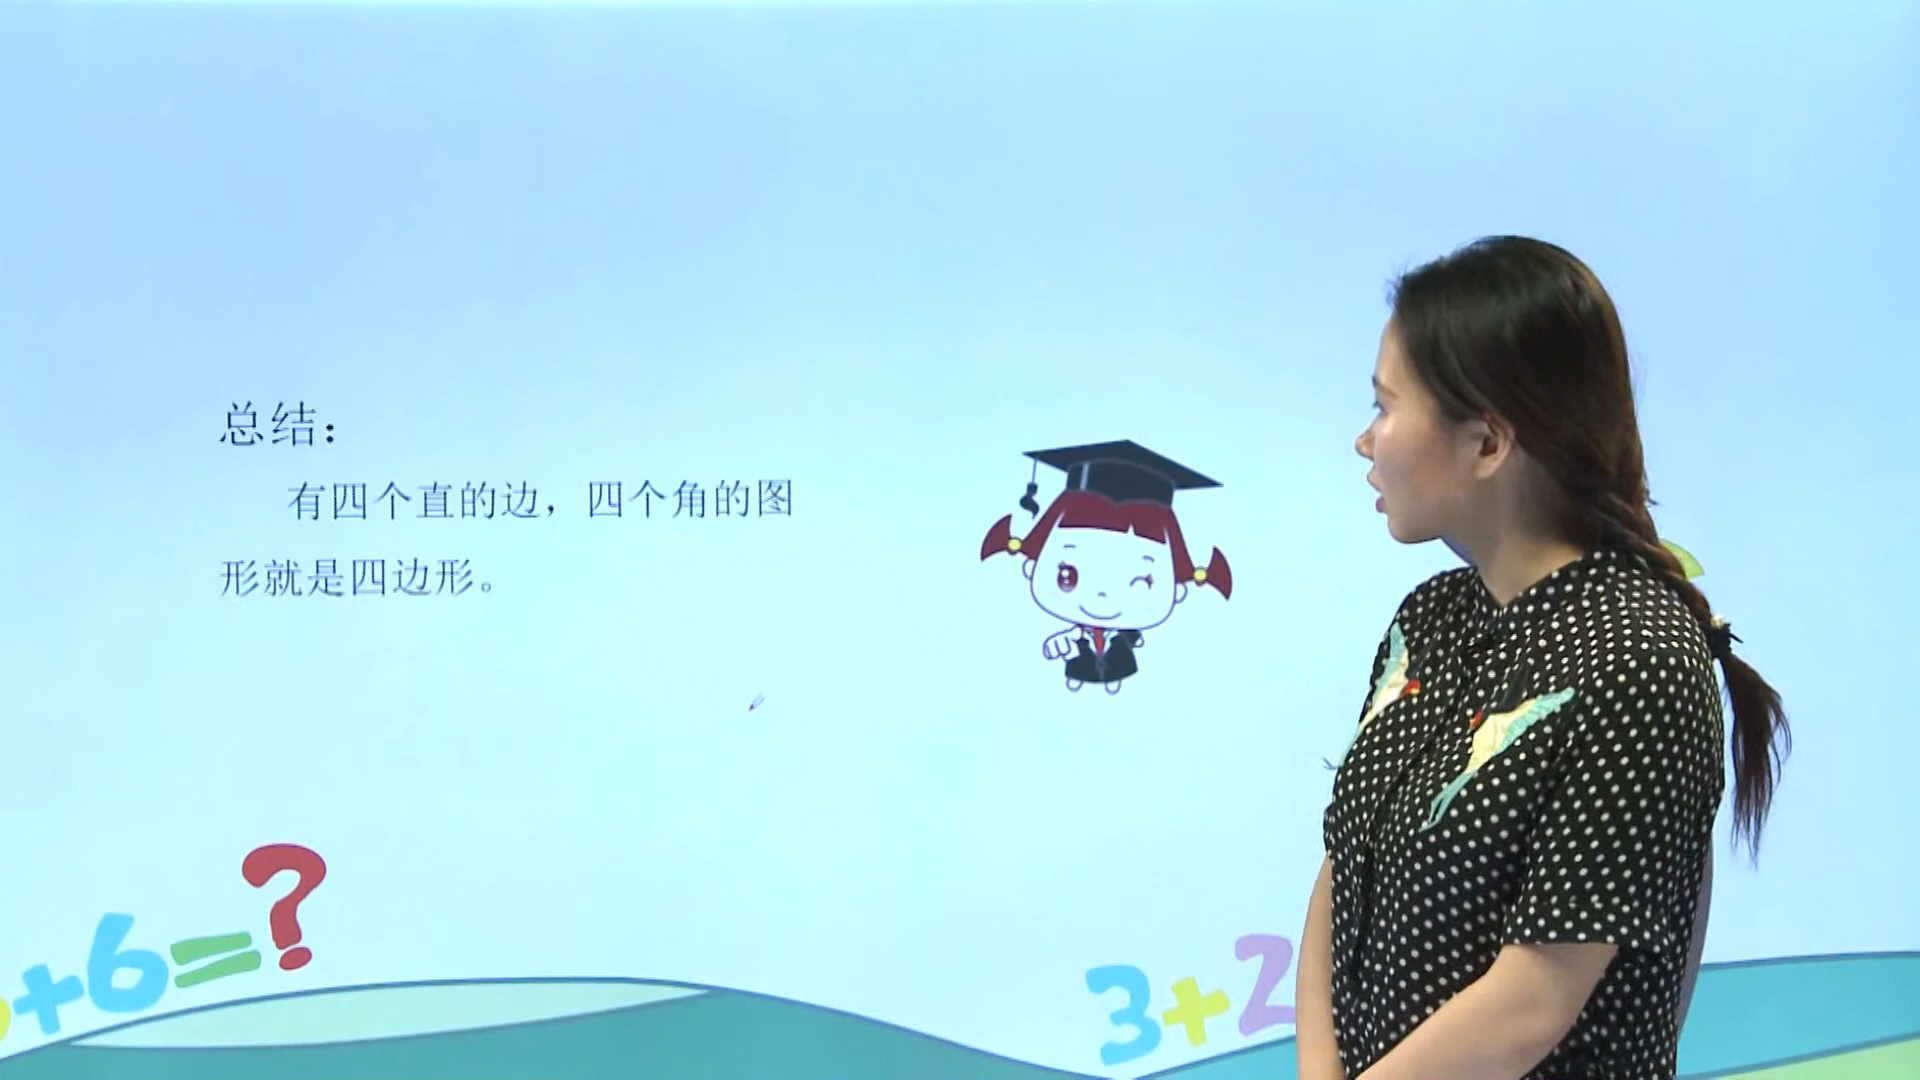 总结：
有四个直的边，四个角的图
形就是四边形。
+6=?
3+2